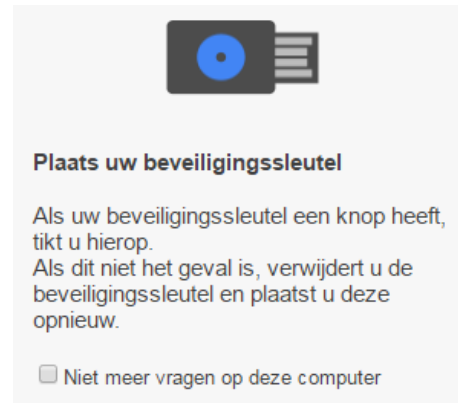 Plaats uw beveiligingssleutel
Als uw beveiligingssleutel een knop heeft,
tikt u hierop.
Als dit niet het geval is, verwijdert u de
beveiligingssleutel en plaatst u deze
opnieuw.
Niet meer vragen op deze computer